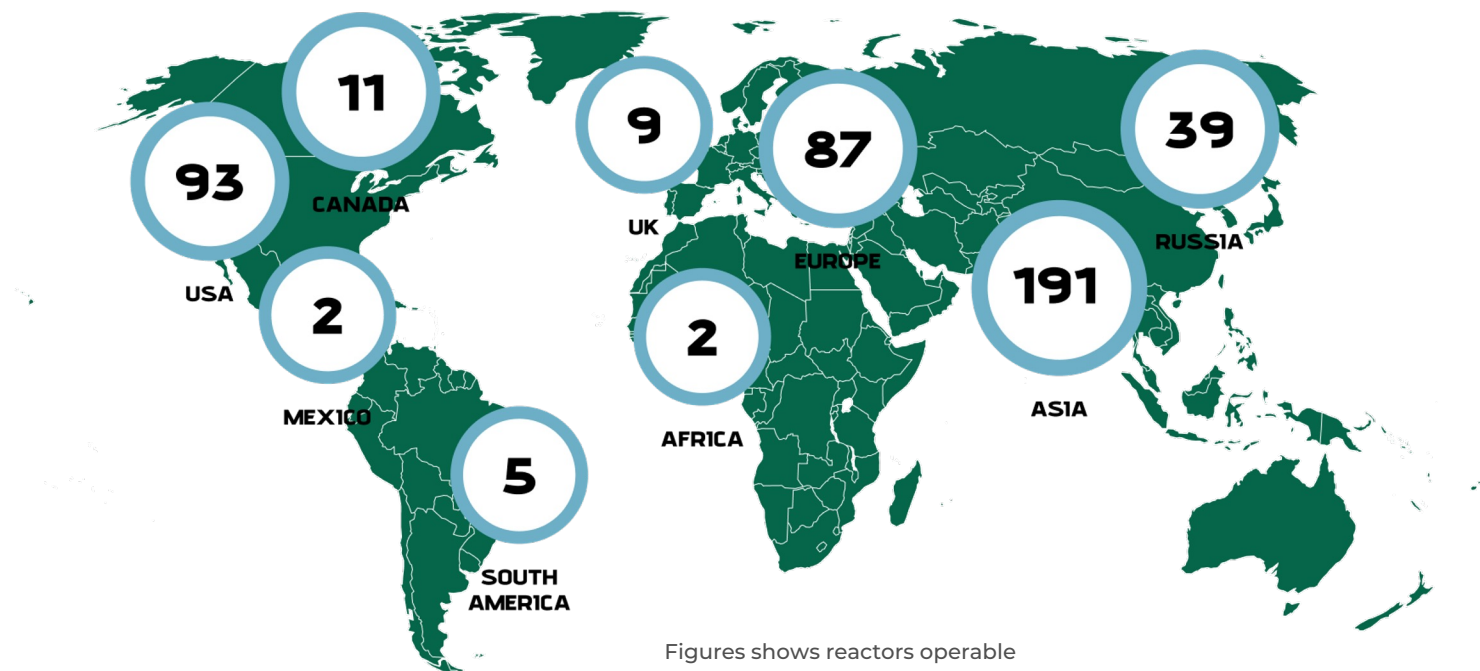 11
CANADA
93
USA
2
MEXICO
5
SOUTH
AMERICA
9
UK
87
EUROPE
39
RUSSIA
2
AFRICA
191
ASIA
Figures shows reactors operable